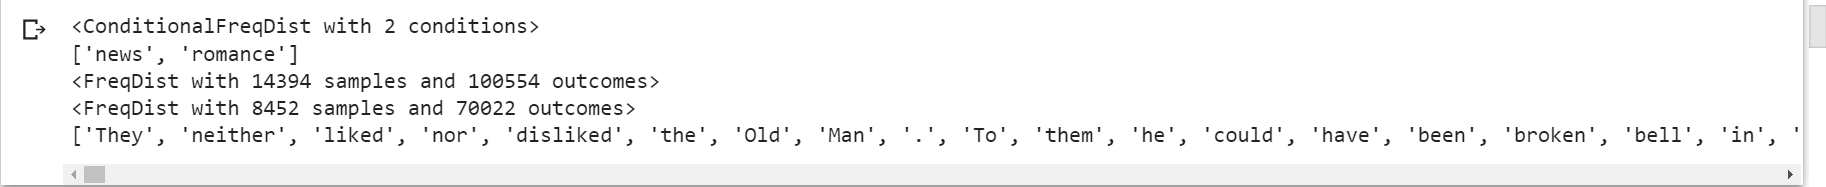 <ConditionalFreqDist with 2 conditions>
['news', 'romance']
<FreqDist with 14394 samples and 100554 outcomes>
<FreqDist with 8452 samples and 70022 outcomes>
['They', 'neither', 'liked', 'nor', 'disliked', 'the', 'Old', 'Man', '.', 'To', 'them', 'he', 'could', 'have', 'been', 'broken', 'bell', 'in', '